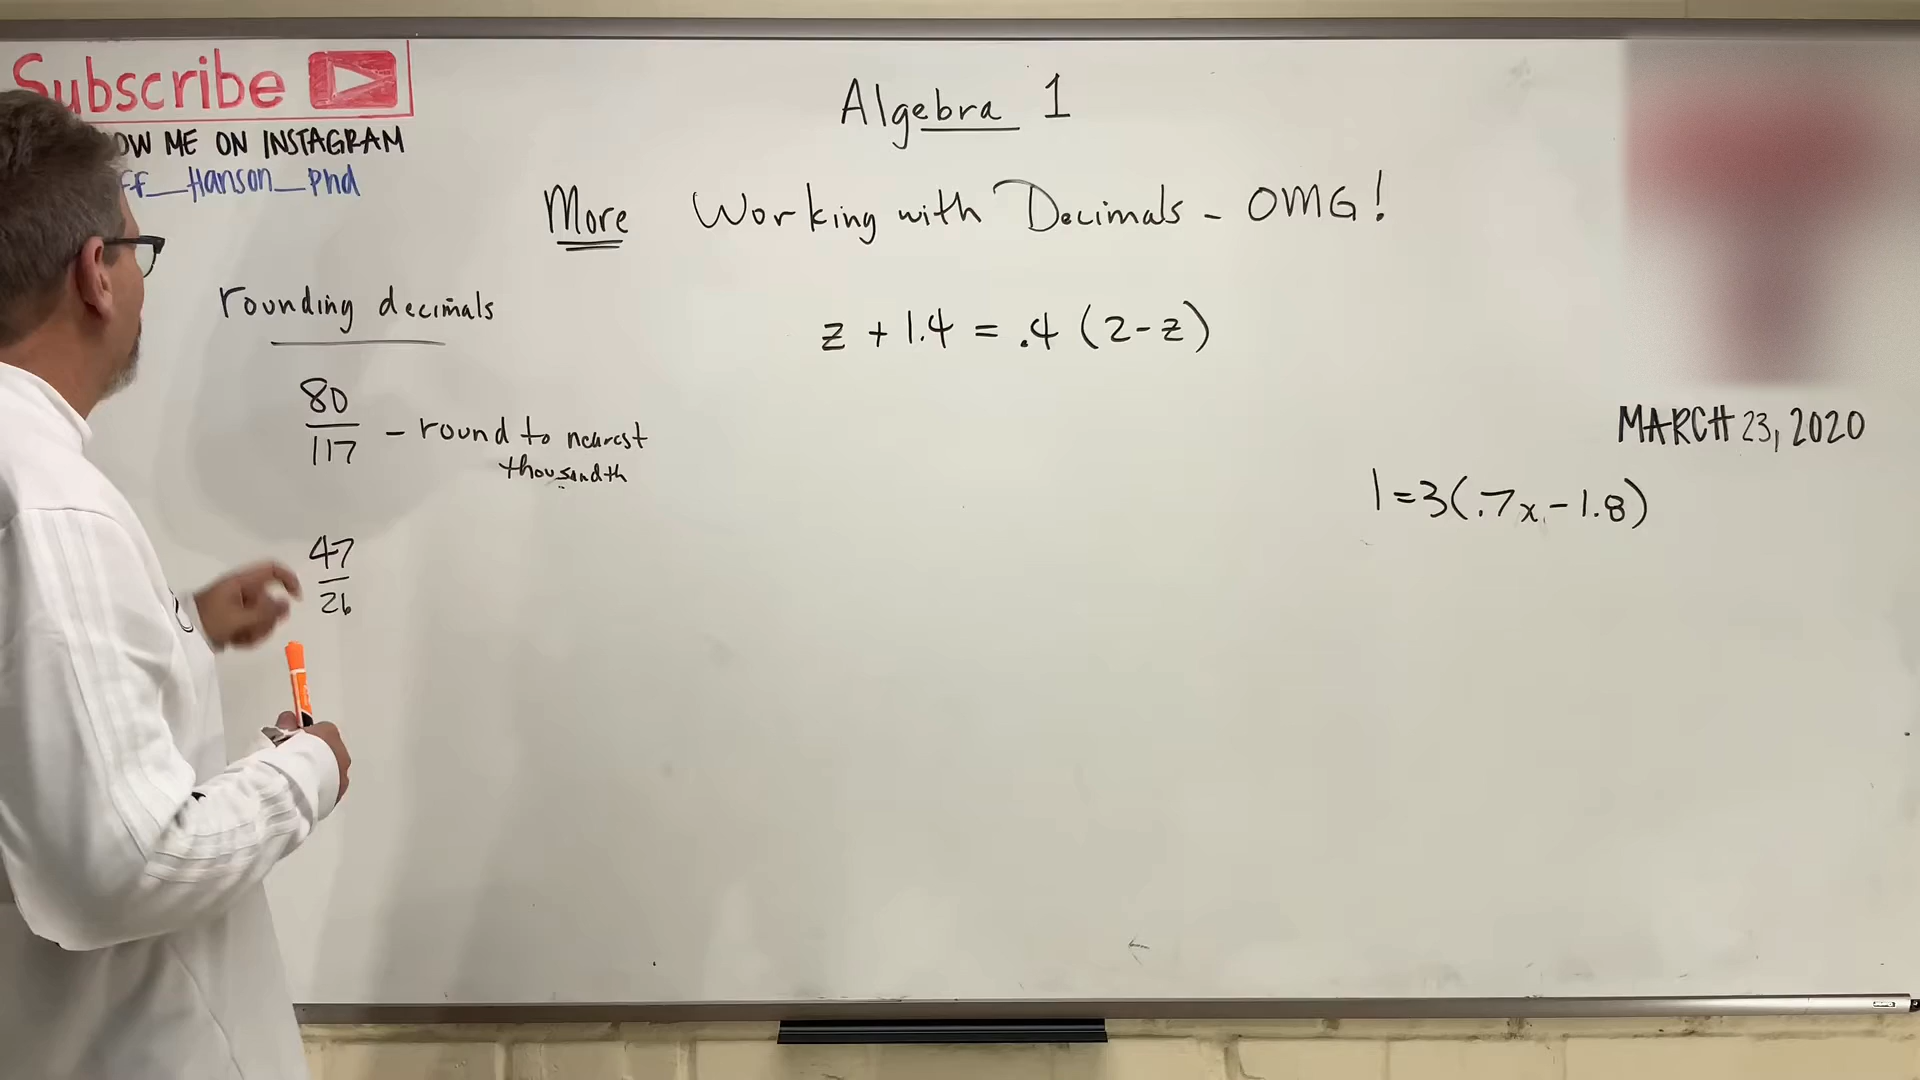 Subscribe
OW ME ON INSTAGRAM
ff_Hanson_phd
Algebra 1
More Working with Decimals - OMG!
rounding decimals
80
117
- round to nearest
thousandth
47
26
z + 1.4 = .4 (2-z)
MARCH 23, 2020
1=3(.7x-1.8)